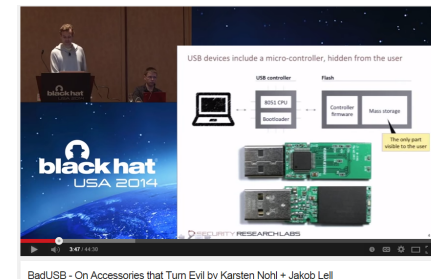 USB devices include a micro-controller, hidden from the user
USB controller
Flash
8051 CPU
Bootloader
Controller
firmware
Mass storage
The only part
visible to the user
black hat
USA 2014
SECURITY RESEARCH LABS
3:47 / 44:30
BadUSB - On Accessories that Turn Evil by Karsten Nohl + Jakob Lell